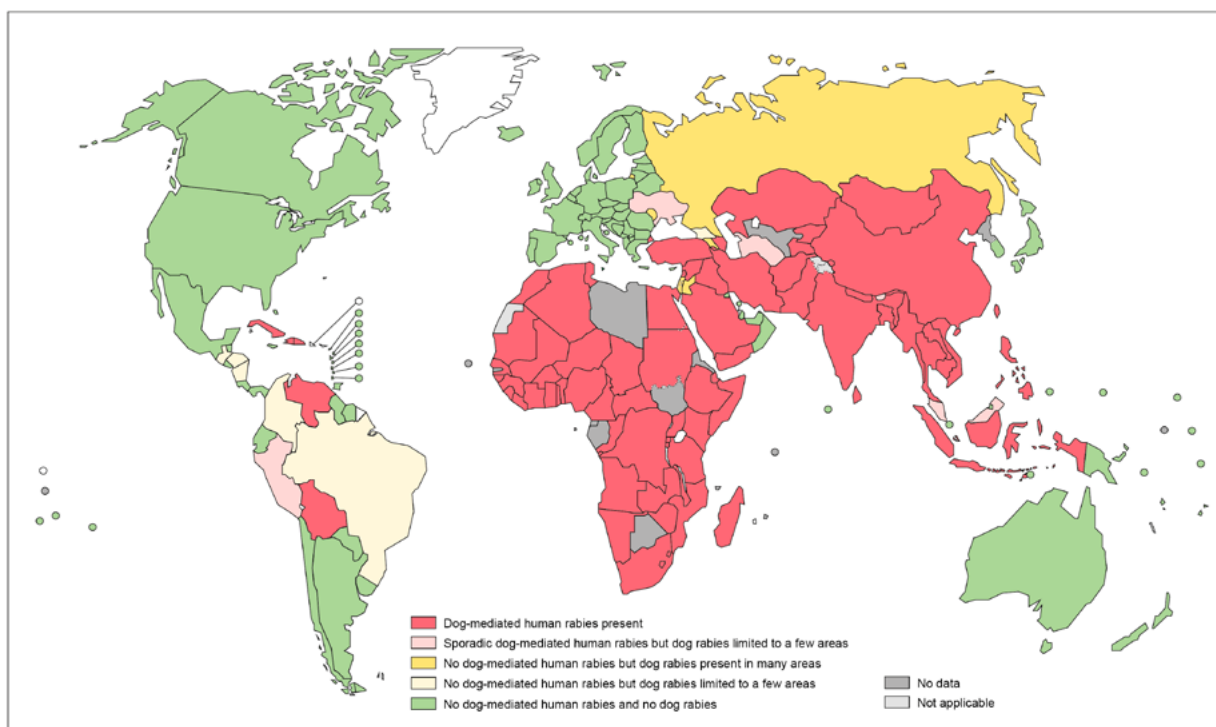 Dog-mediated human rabies present
Sporadic dog-mediated human rabies but dog rabies limited to a few areas
No dog-mediated human rabies but dog rabies present in many areas
No dog-mediated human rabies but dog rabies limited to a few areas
No dog-mediated human rabies and no dog rabies
No data
Not applicable